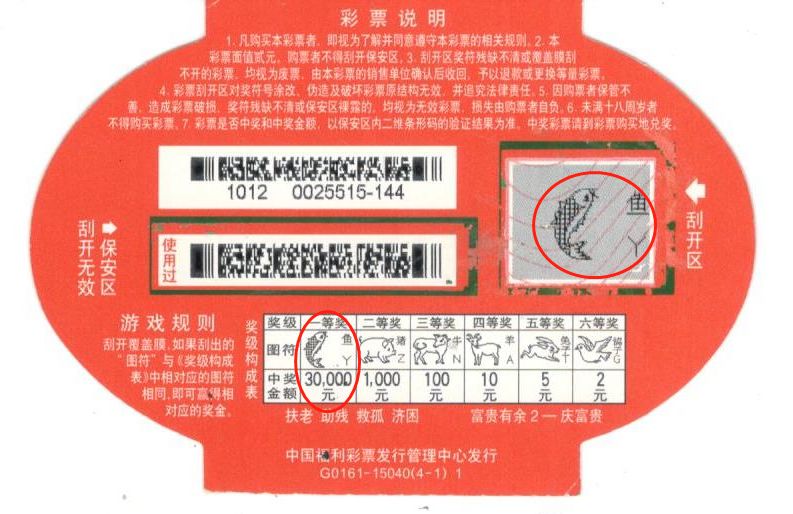 彩票说明
1. 凡购买本彩票者，即视为了解并同意遵守本彩票的相关规则。2. 本
彩票面值贰元，购票者不得刮开保安区。3. 刮开区奖符残缺不清或覆盖膜刮
不开的彩票，均视为废票，由本彩票的销售单位确认后收回，予以退款或更换等量彩票。
4. 彩票刮开区对奖符号涂改、伪造及破坏彩票原结构无效，并追究法律责任。5. 因购票者保管不
善，造成彩票破损、奖符残缺不清或保安区裸露的，均视为无效彩票，损失由购票者自负。6. 未满十八周岁者
不得购买彩票。7. 彩票是否中奖和中奖金额，以保安区内二维条形码的验证结果为准。中奖彩票请到彩票购买地兑奖。
1012 0025515-144
鱼
丫
刮开区
刮开无效
保安区
使用过
游戏规则
刮开覆盖膜，如果刮出的
“图符”与《奖级构成
表》中相对应的图符
相同，即可赢得相
对应的奖金。
奖级构成表
奖级 一等奖 二等奖 三等奖 四等奖 五等奖 六等奖
图符 鱼丫 猪Z 牛N 羊A 兔子十 鸽子G
中奖金额 30,000元 1,000元 100元 10元 5元 2元
扶老 助残 救孤 济困 富贵有余2—庆富贵
中国福利彩票发行管理中心发行
G0161-15040(4-1) 1